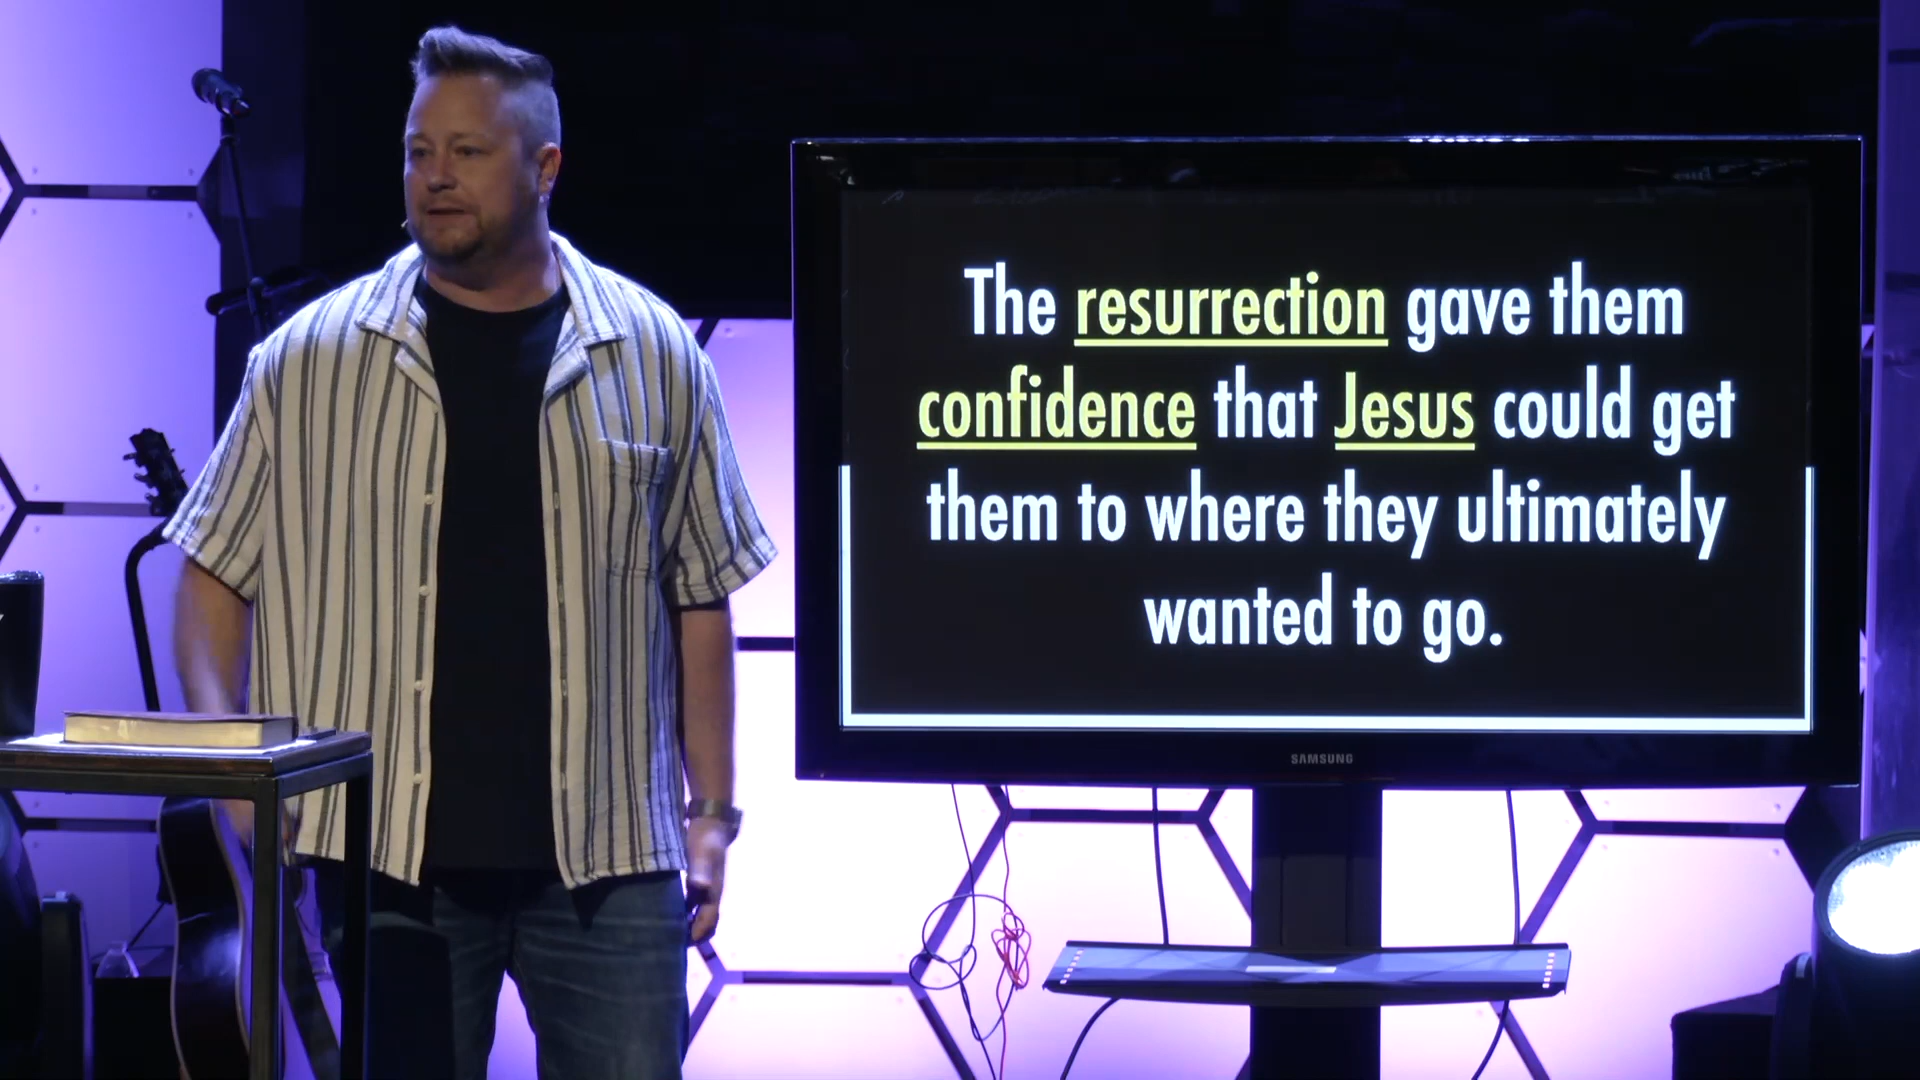 The resurrection gave them
confidence that Jesus could get
them to where they ultimately
wanted to go.
SAMSUNG